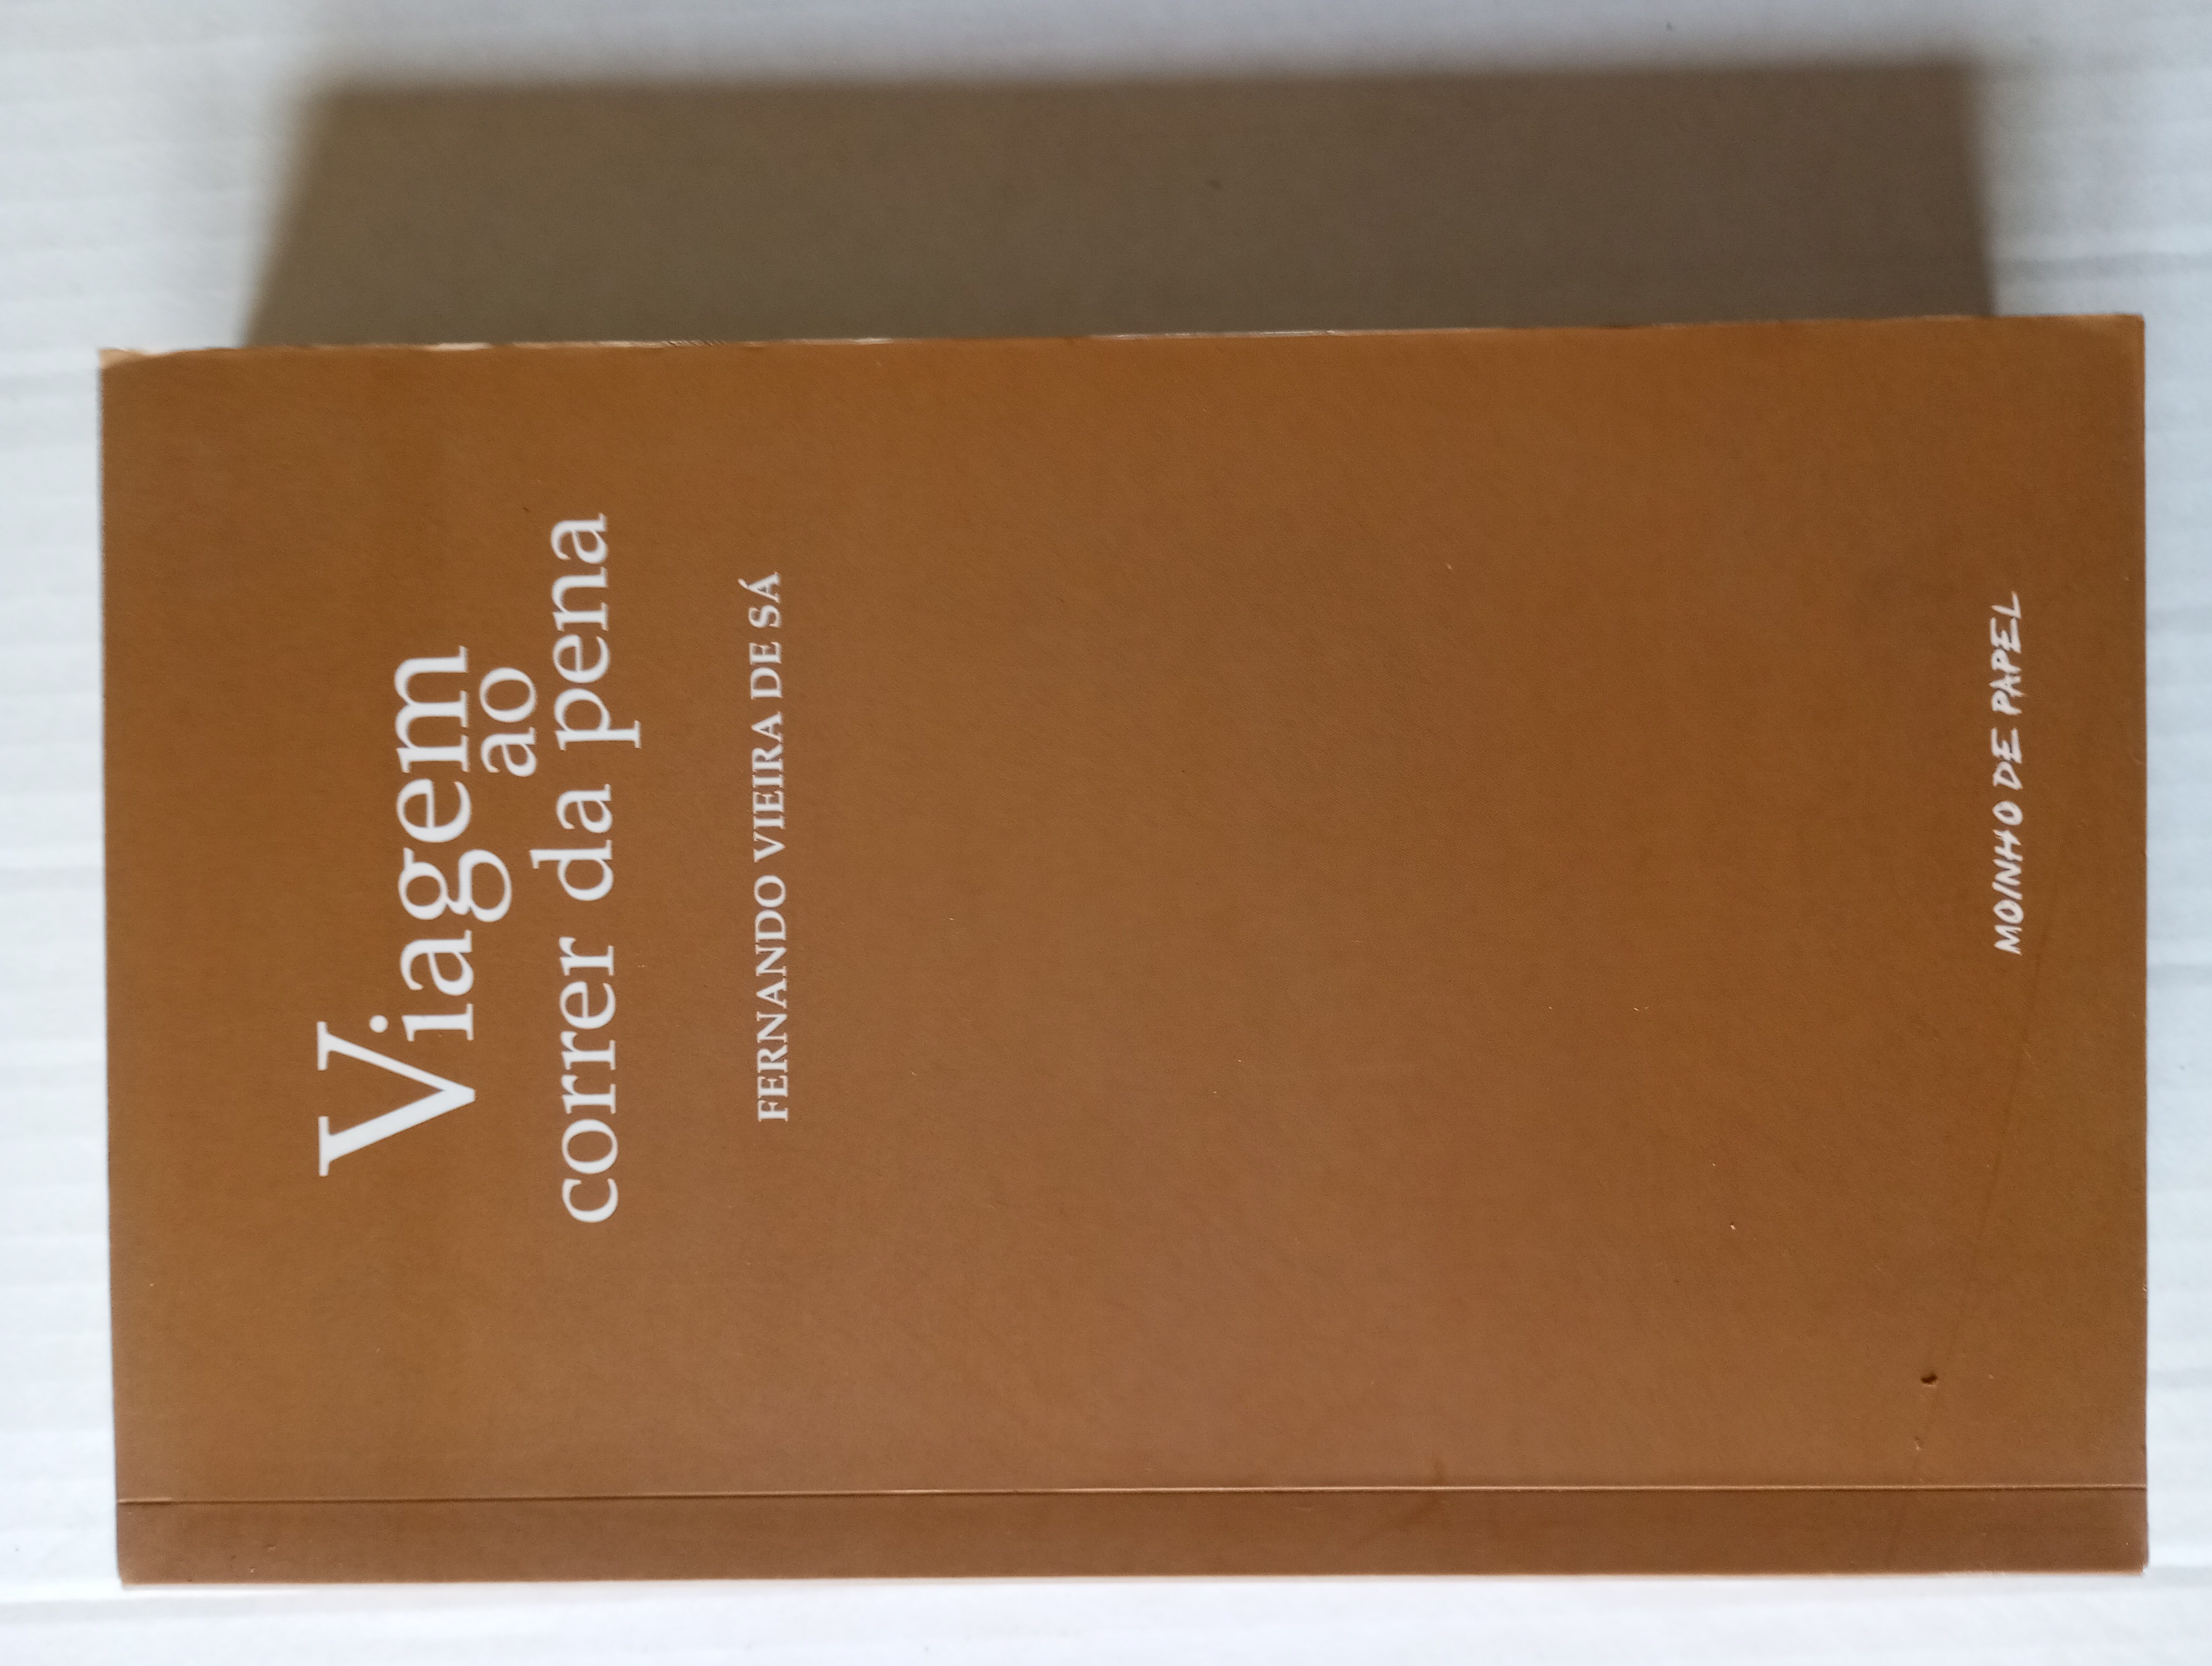 Viagem
ao
correr da pena
FERNANDO VIEIRA DE SÁ
MOINHO DE PAPEL